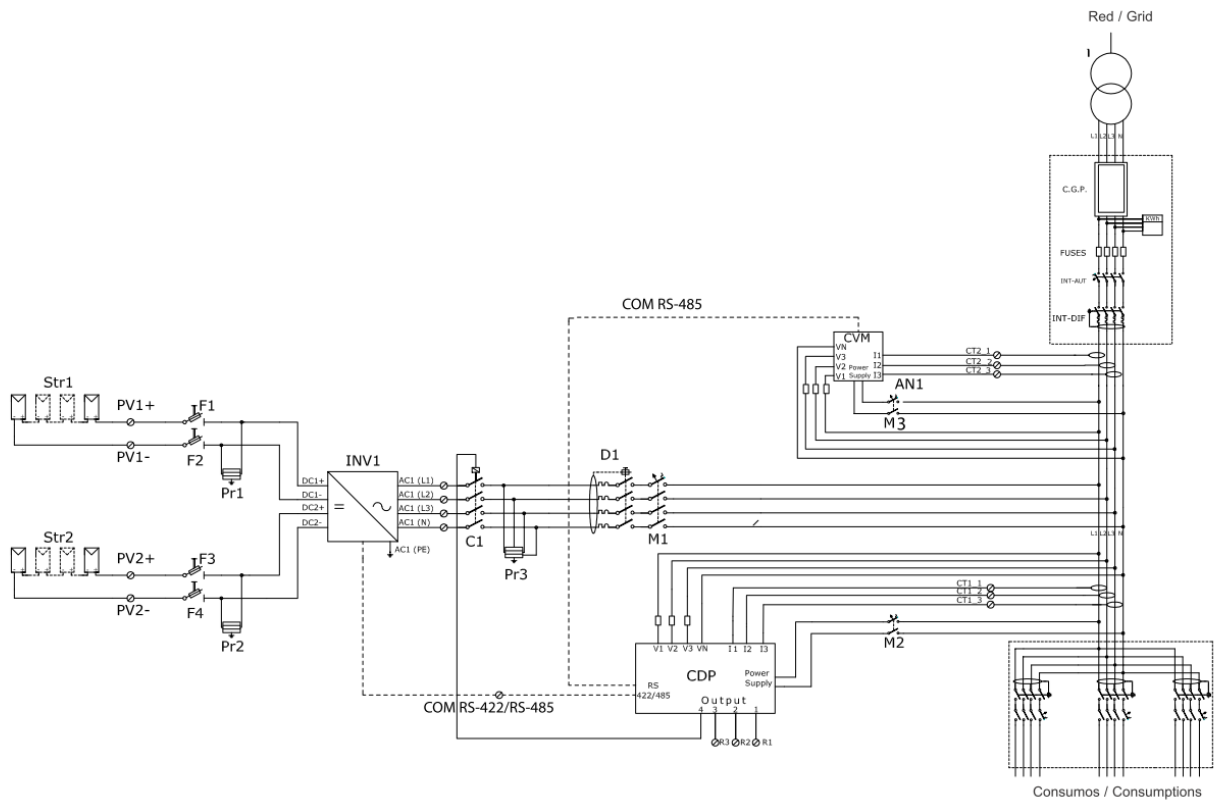 Red / Grid
1
L1 L2 L3 N
C.G.P.
KWh
FUSES
INT-AUT
INT-DIF
COM RS-485
CVM
VN
V3
V2
V1
Power
Supply
I1
I2
I3
CT2_1
CT2_2
CT2_3
AN1
M3
Str1
PV1+
PV1-
F1
F2
Pr1
INV1
DC1+
DC1-
DC2+
DC2-
=
AC1 (L1)
AC1 (L2)
AC1 (L3)
AC1 (N)
AC1 (PE)
C1
Pr3
D1
M1
L1 L2 L3 N
Str2
PV2+
PV2-
F3
F4
Pr2
CT1_1
CT1_2
CT1_3
M2
V1 V2 V3 VN I1 I2 I3
CDP
Power
Supply
RS
422/485
Output
4 3 2 1
R3 R2 R1
COM RS-422/RS-485
Consumos / Consumptions